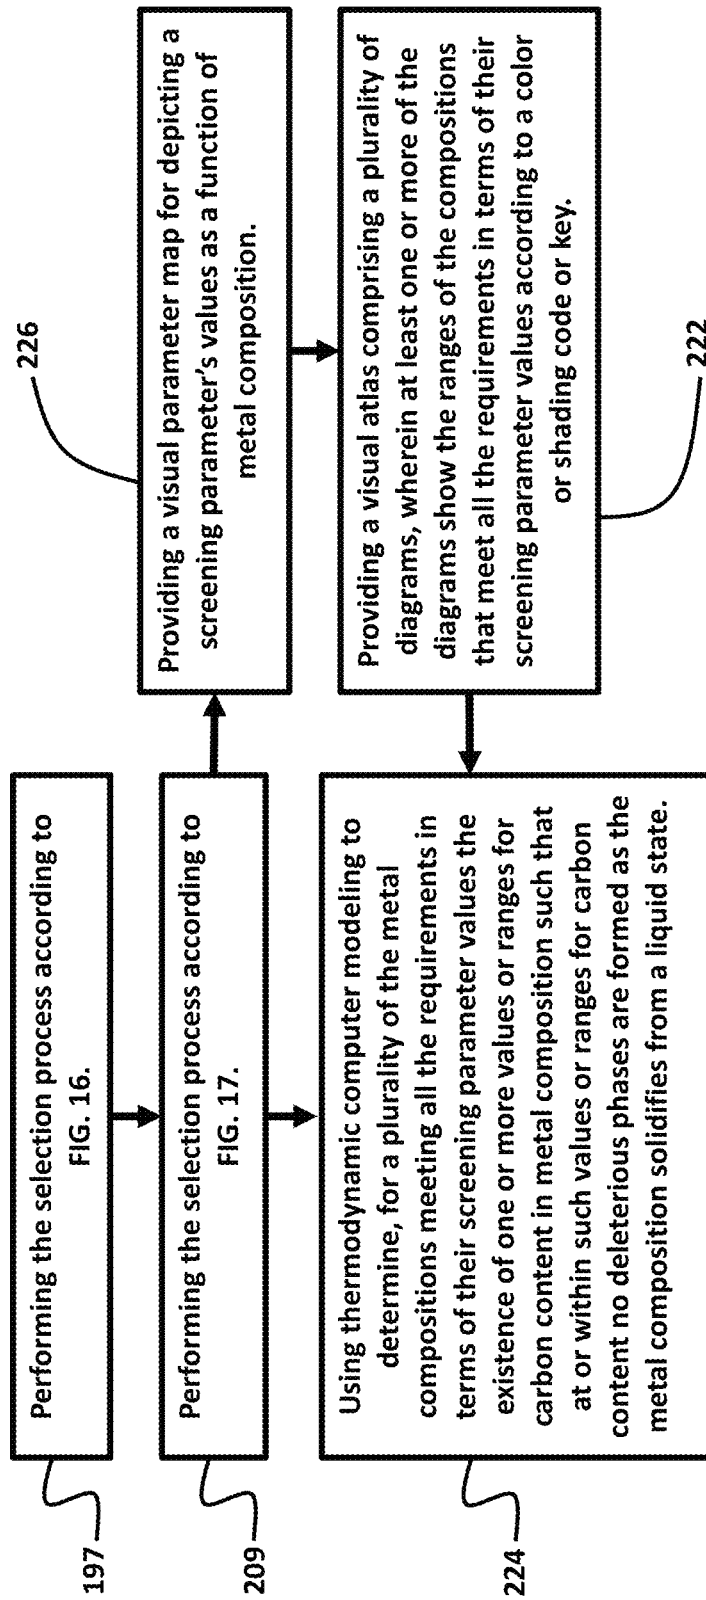 197
Performing the selection process according to
FIG. 16.
209
Performing the selection process according to
FIG. 17.
224
Using thermodynamic computer modeling to
determine, for a plurality of the metal
compositions meeting all the requirements in
terms of their screening parameter values the
existence of one or more values or ranges for
carbon content in metal composition such that
at or within such values or ranges for carbon
content no deleterious phases are formed as the
metal composition solidifies from a liquid state.
226
Providing a visual parameter map for depicting a
screening parameter’s values as a function of
metal composition.
Providing a visual atlas comprising a plurality of
diagrams, wherein at least one or more of the
diagrams show the ranges of the compositions
that meet all the requirements in terms of their
screening parameter values according to a color
or shading code or key.
222